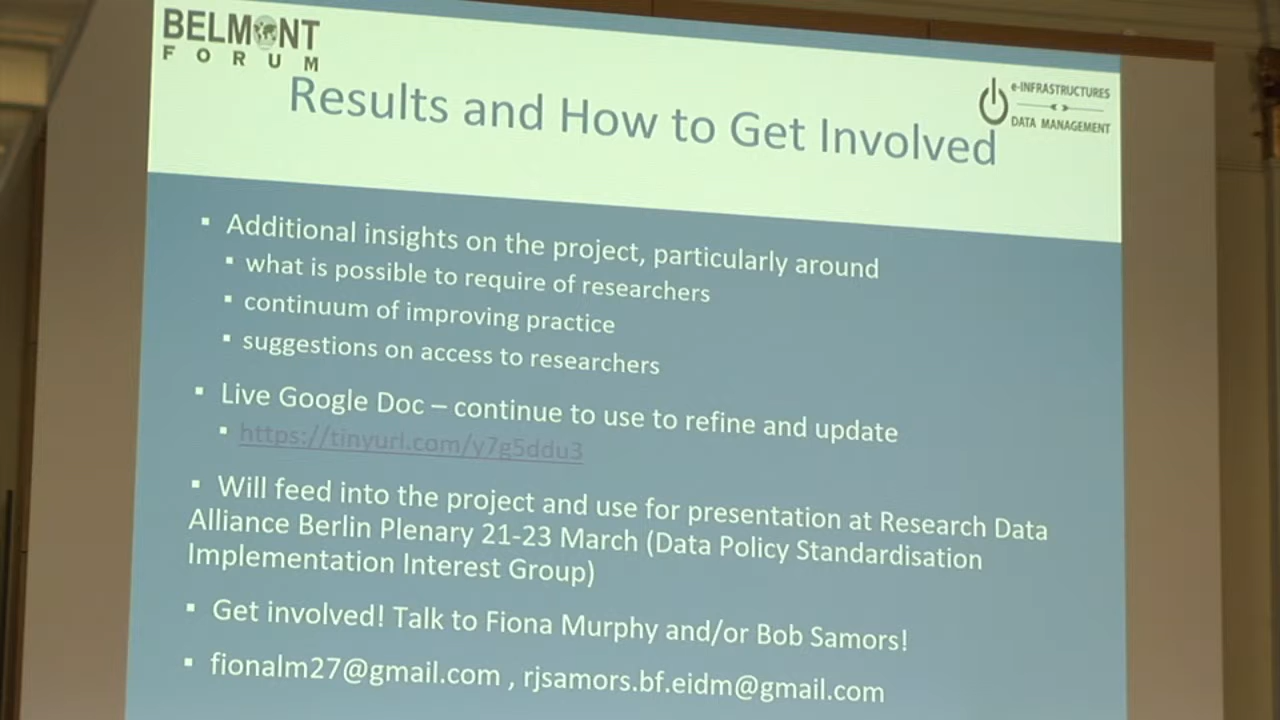 BELMONT
FORUM
Results and How to Get Involved
e-INFRASTRUCTURES
DATA MANAGEMENT
▪ Additional insights on the project, particularly around
▪ what is possible to require of researchers
▪ continuum of improving practice
▪ suggestions on access to researchers
▪ Live Google Doc – continue to use to refine and update
▪ https://tinyurl.com/y7g5ddu3
▪ Will feed into the project and use for presentation at Research Data
Alliance Berlin Plenary 21-23 March (Data Policy Standardisation
Implementation Interest Group)
▪ Get involved! Talk to Fiona Murphy and/or Bob Samors!
▪ fionalm27@gmail.com , rjsamors.bf.eidm@gmail.com